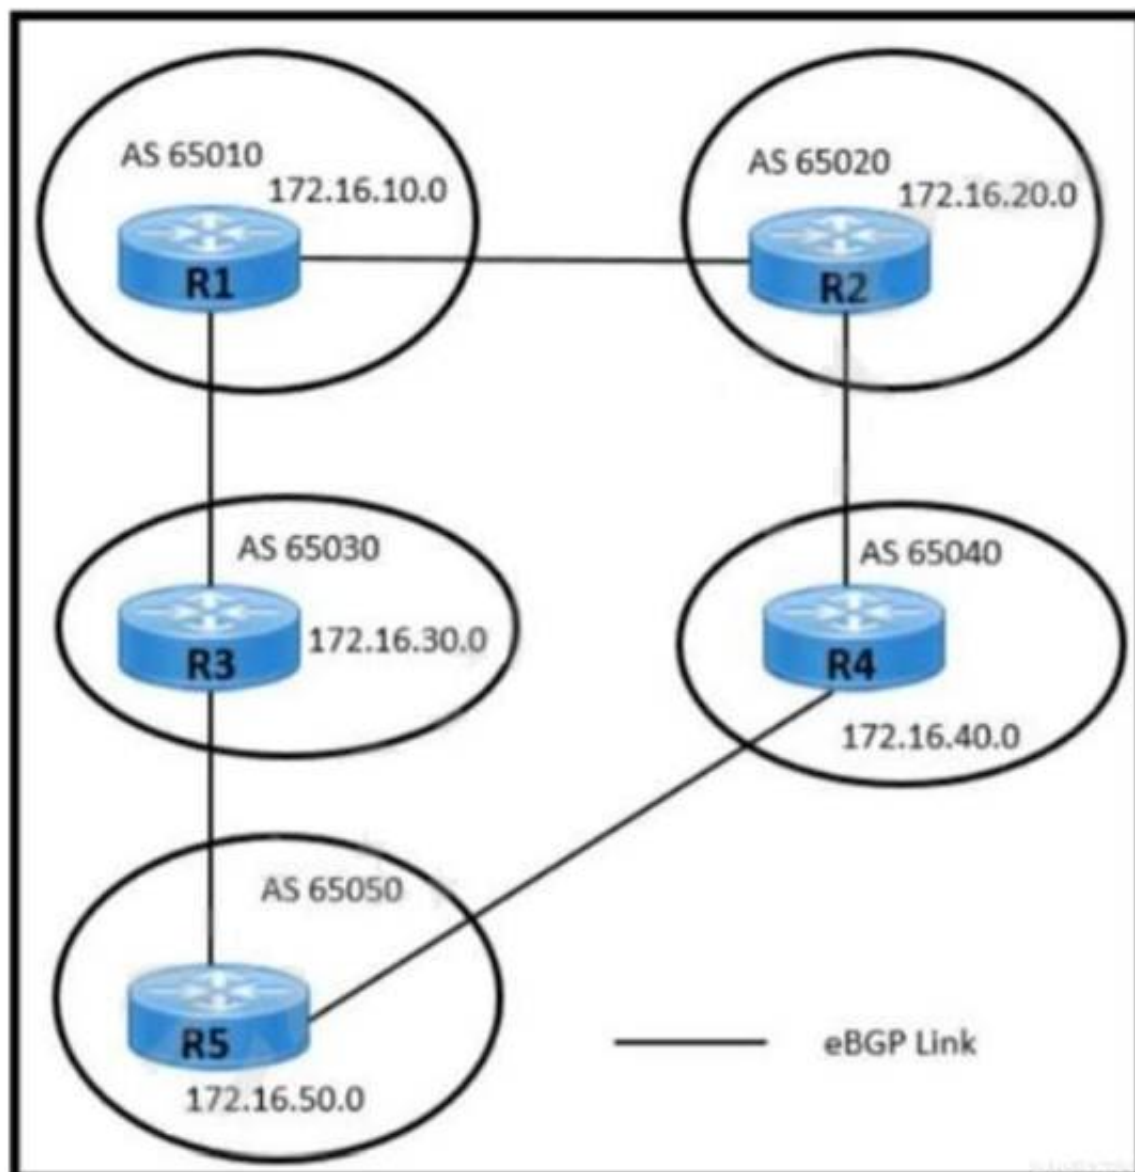 AS 65010
172.16.10.0
R1
AS 65020
172.16.20.0
R2
AS 65030
172.16.30.0
R3
AS 65040
R4
172.16.40.0
AS 65050
R5
172.16.50.0
eBGP Link